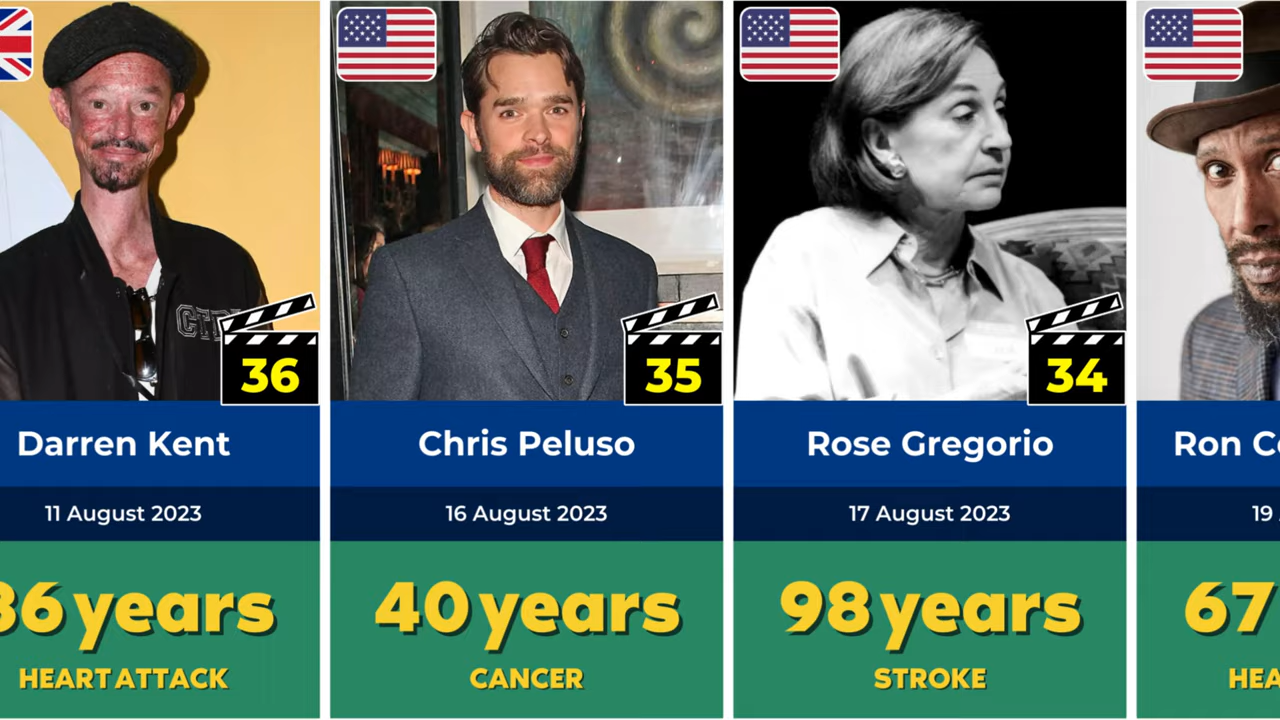 36
Darren Kent
11 August 2023
36 years
HEART ATTACK
35
Chris Peluso
16 August 2023
40 years
CANCER
34
Rose Gregorio
17 August 2023
98 years
STROKE
Ron
19
67